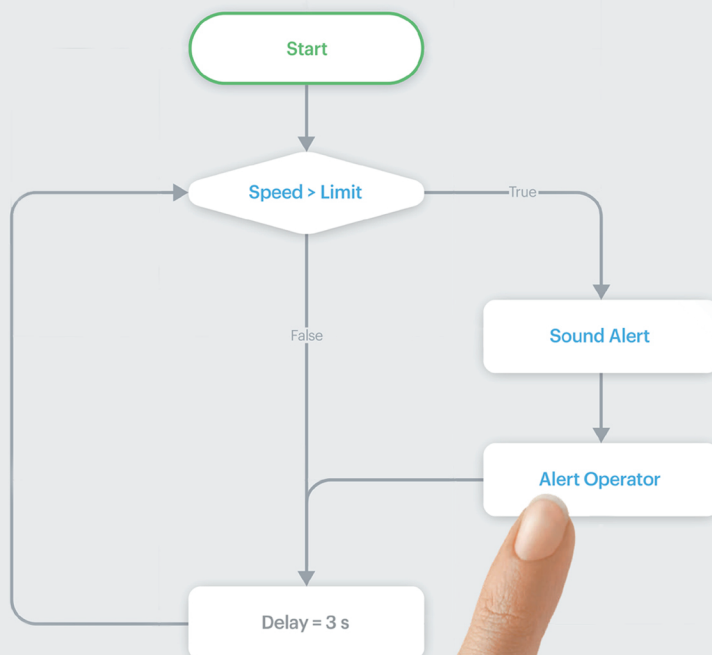 Start
Speed > Limit
True
Sound Alert
False
Alert Operator
Delay = 3 s